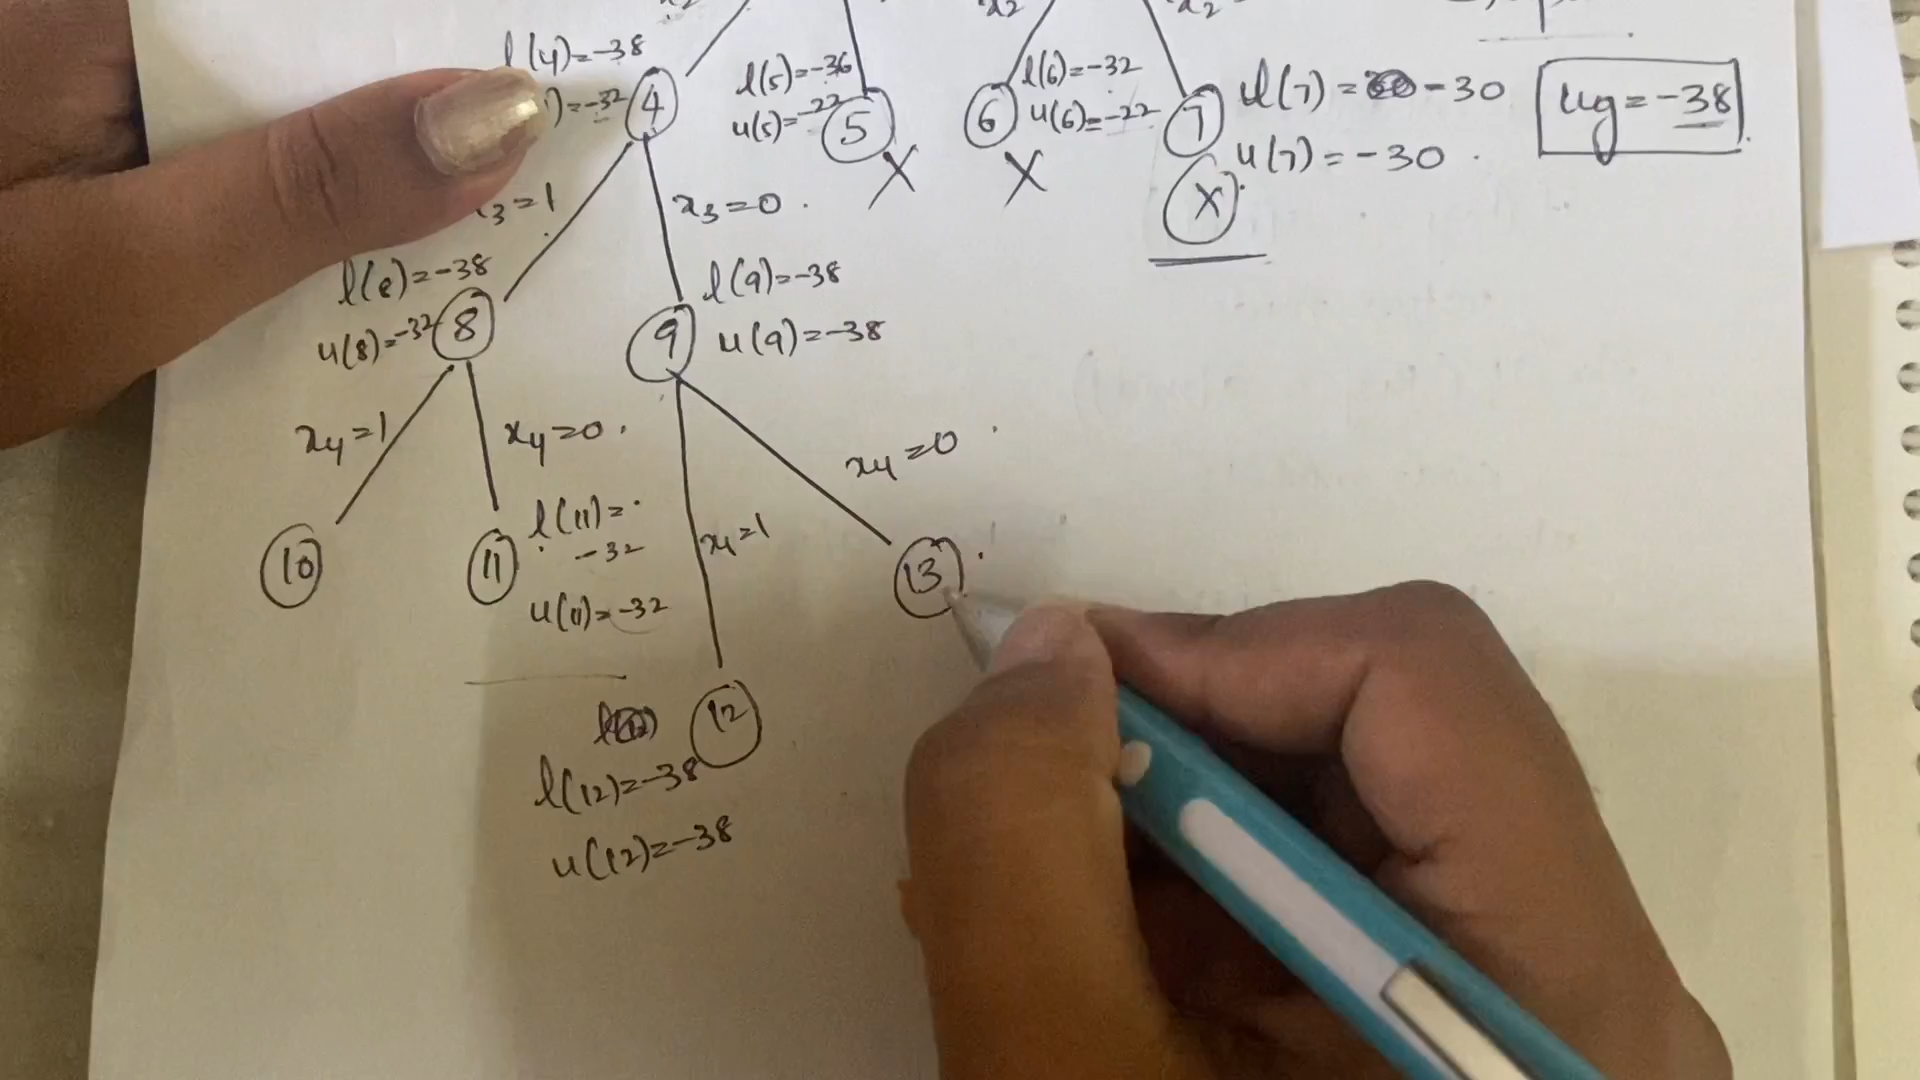 l(4)=-38
)=-32 4
l(5)=-36
u(5)=-22 5
X
l(6)=-32
6 u(6)=-22
X
7 l(7)= -30
u(7)=-30
X
ug=-38
3=1
x3=0
l(8)=-38
u(8)=-32 8
l(9)=-38
9 u(9)=-38
x4=1
x4=0
x4=0
10
11 l(11)=
-32
u(11)=-32
x4=1
13
12
l(12)=-38
u(12)=-38